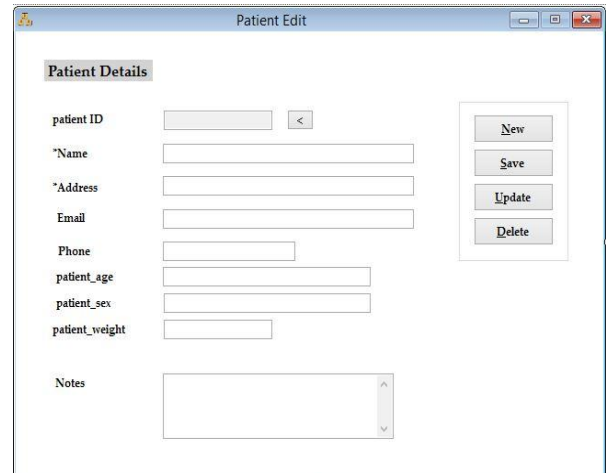 Patient Edit
Patient Details
patient ID
<
*Name
*Address
Email
Phone
patient_age
patient_sex
patient_weight
Notes
New
Save
Update
Delete